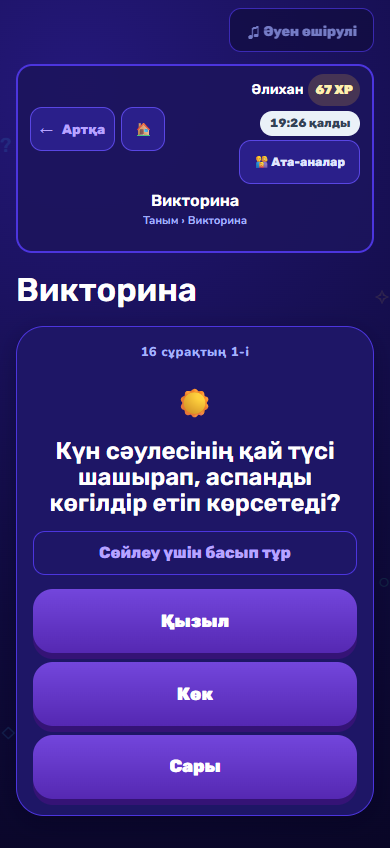 ♫ Әуен өшірулі
Әлихан 67 XP
← Артқа 🏠
19:26 қалды
Ата-аналар
Викторина
Таным › Викторина
Викторина
16 сұрақтың 1-і
Күн сәулесінің қай түсі
шашырап, аспанды
көгілдір етіп көрсетеді?
Сөйлеу үшін басып тұр
Қызыл
Көк
Сары